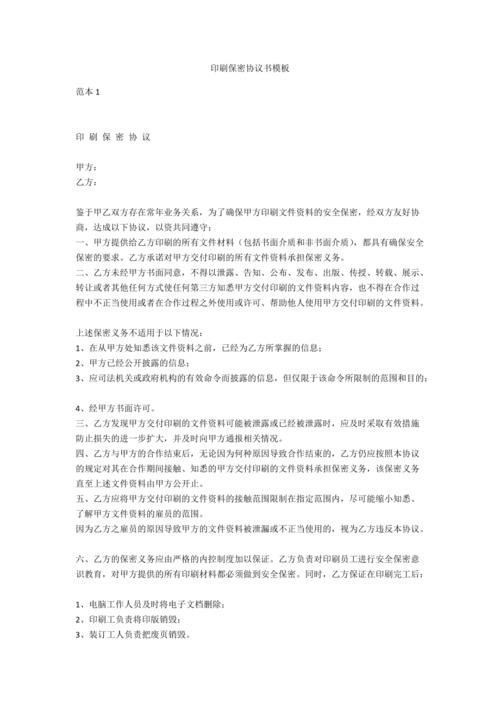 印刷保密协议书模板
范本 1
印 刷 保 密 协 议
甲方：
乙方：
鉴于甲乙双方存在常年业务关系，为了确保甲方印刷文件资料的安全保密，经双方友好协
商，达成以下协议，以资共同遵守；
一、甲方提供给乙方印刷的所有文件材料（包括书面介质和非书面介质），都具有确保安全
保密的要求。乙方承诺对甲方交付印刷的所有文件资料承担保密义务。
二、乙方未经甲方书面同意，不得以泄露、告知、公布、发布、出版、传授、转载、展示、
转让或者其他任何方式使任何第三方知悉甲方交付印刷的文件资料内容，也不得在合作过
程中不正当使用或者在合作过程之外使用或许可、帮助他人使用甲方交付印刷的文件资料。
上述保密义务不适用于以下情况：
1、在从甲方处知悉该文件资料之前，已经为乙方所掌握的信息；
2、甲方已经公开披露的信息；
3、应司法机关或政府机构的有效命令而披露的信息，但仅限于该命令所限制的范围和目的；
4、经甲方书面许可。
三、乙方发现甲方交付印刷的文件资料可能被泄露或已经被泄露时，应及时采取有效措施
防止损失的进一步扩大，并及时向甲方通报相关情况。
四、乙方与甲方的合作结束后，无论因为何种原因导致合作结束的，乙方仍应按照本协议
的规定对其在合作期间接触、知悉的甲方交付印刷的文件资料承担保密义务，该保密义务
直至上述文件资料由甲方公开止。
五、乙方应将甲方交付印刷的文件资料的接触范围限制在指定范围内，尽可能缩小知悉、
了解甲方文件资料的雇员的范围。
因为乙方之雇员的原因导致甲方的文件资料被泄漏或不正当使用的，视为乙方违反本协议。
六、乙方的保密义务应由严格的内控制度加以保证。乙方负责对印刷员工进行安全保密意
识教育，对甲方提供的所有印刷材料都必须做到安全保密。同时，乙方保证在印刷完工后；
1、电脑工作人员及时将电子文档删除；
2、印刷工负责将印版销毁；
3、装订工人负责把废页销毁。